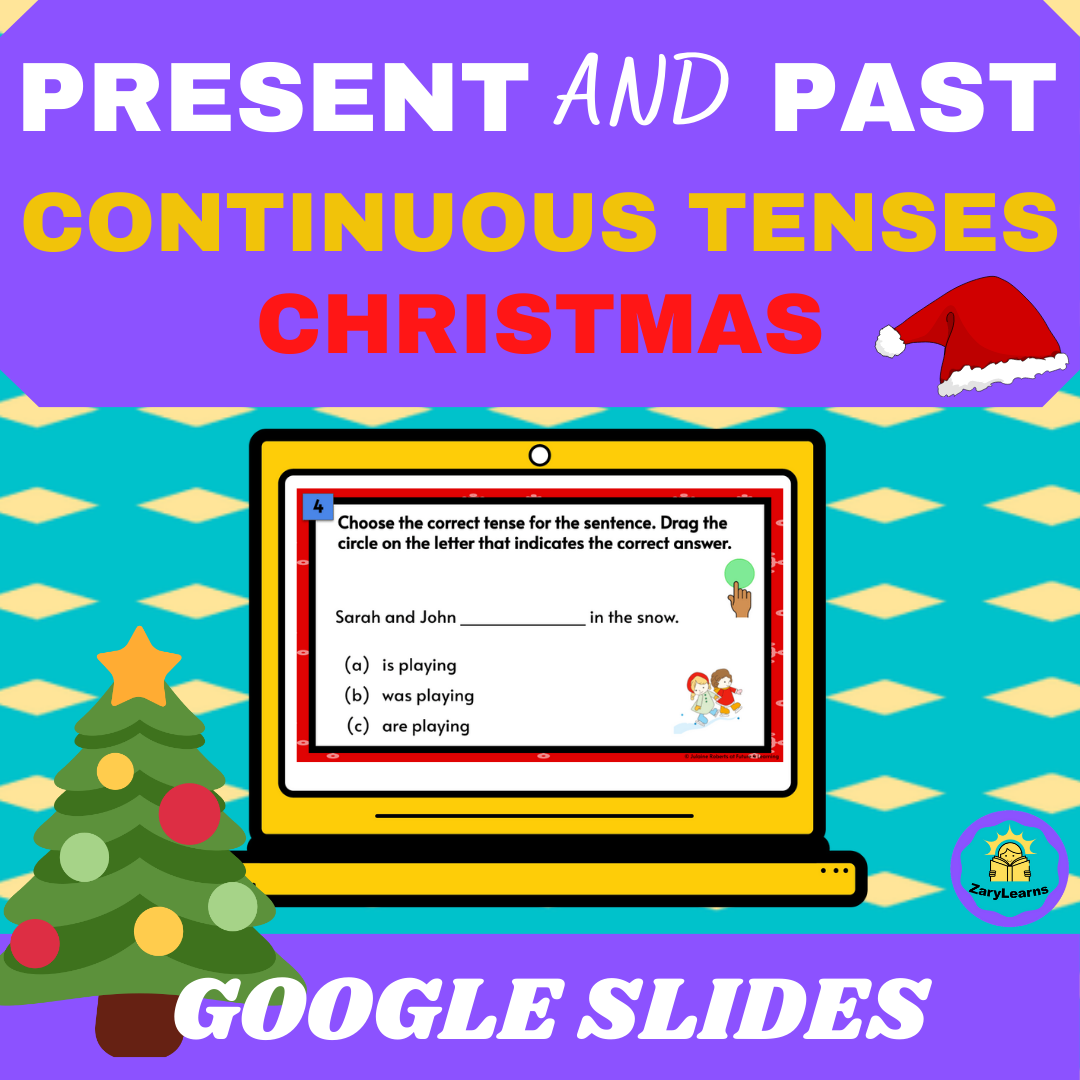 PRESENT AND PAST
CONTINUOUS TENSES
CHRISTMAS
4
Choose the correct tense for the sentence. Drag the
circle on the letter that indicates the correct answer.
Sarah and John ______________ in the snow.
(a) is playing
(b) was playing
(c) are playing
ZaryLearns
GOOGLE SLIDES